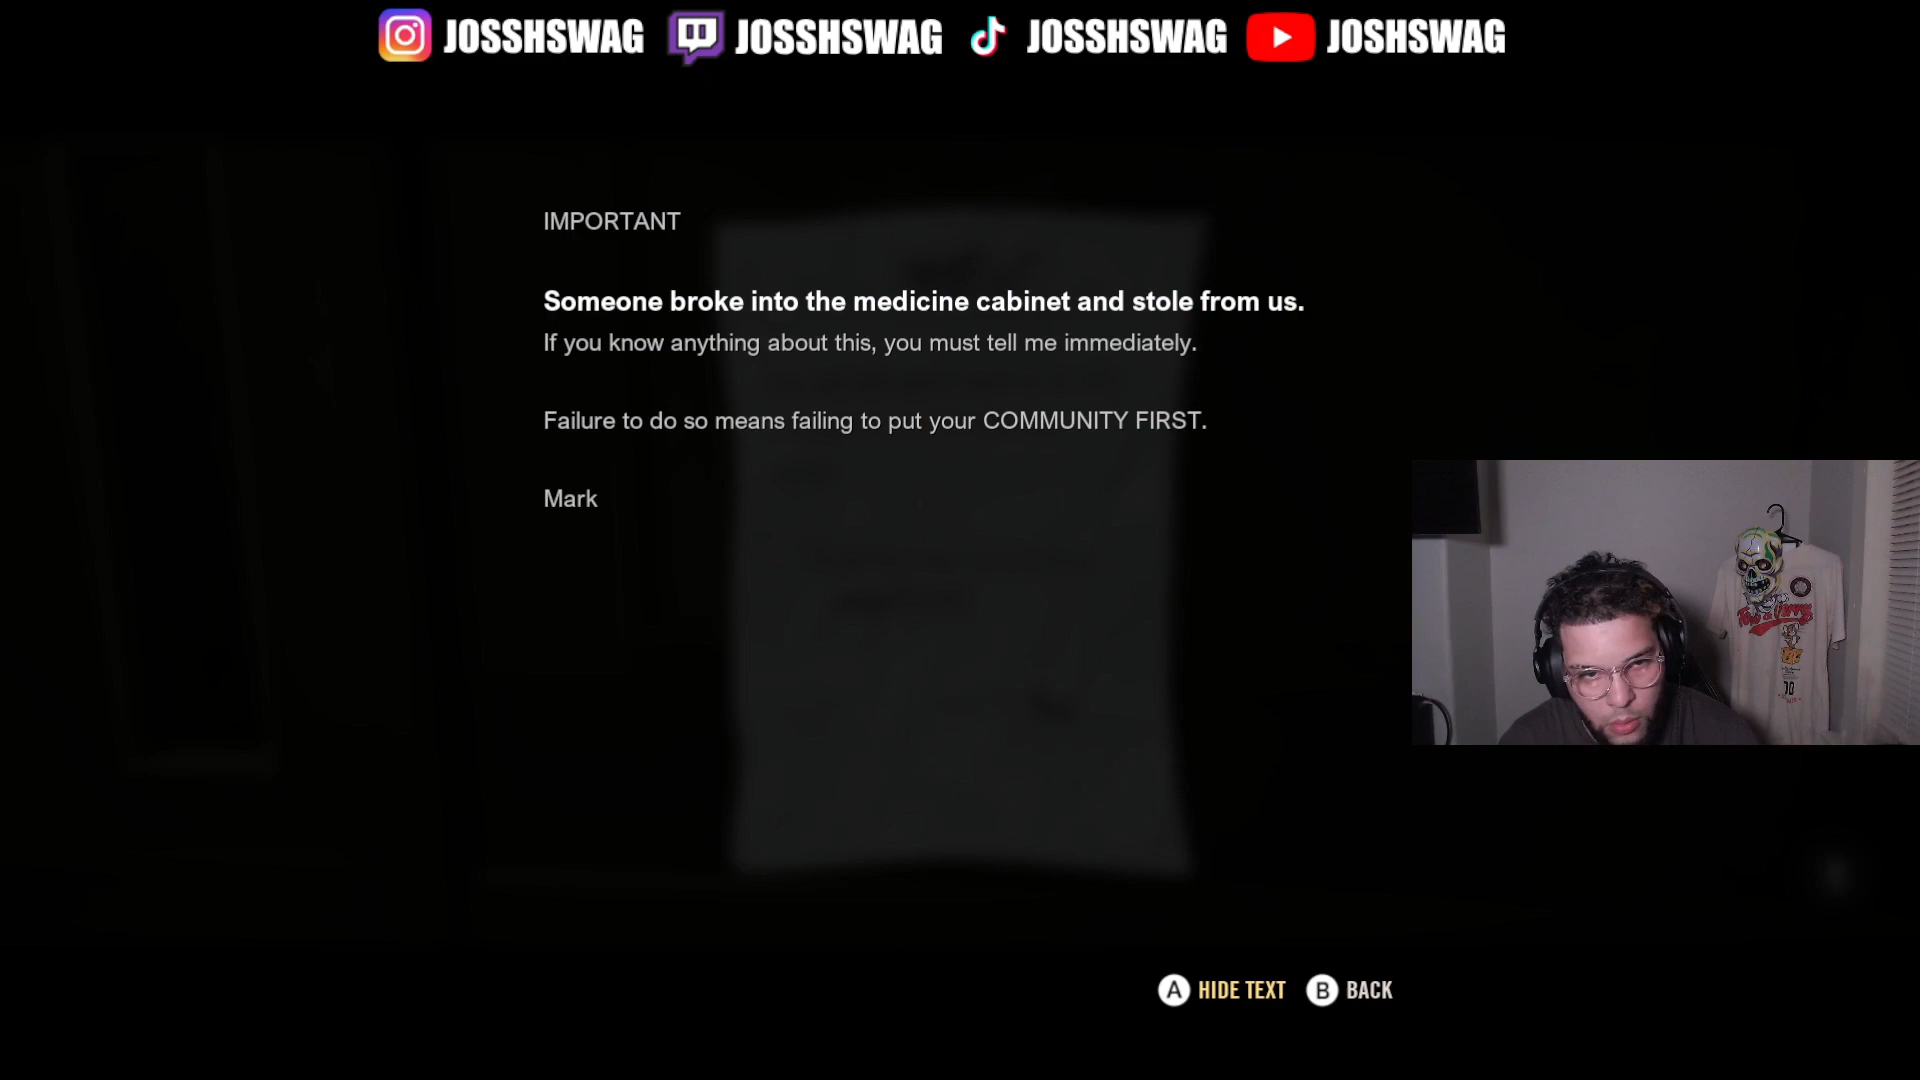 JOSSHSWAG JOSSHSWAG JOSSHSWAG JOSHSWAG
IMPORTANT
Someone broke into the medicine cabinet and stole from us.
If you know anything about this, you must tell me immediately.
Failure to do so means failing to put your COMMUNITY FIRST.
Mark
A HIDE TEXT B BACK